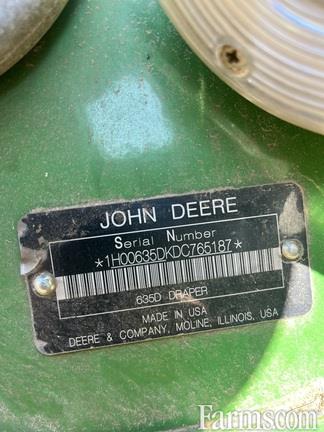 JOHN DEERE
Serial Number
*1H00635DKDC765187*
635D DRAPER
MADE IN USA
DEERE & COMPANY, MOLINE, ILLINOIS, USA
Farms.com